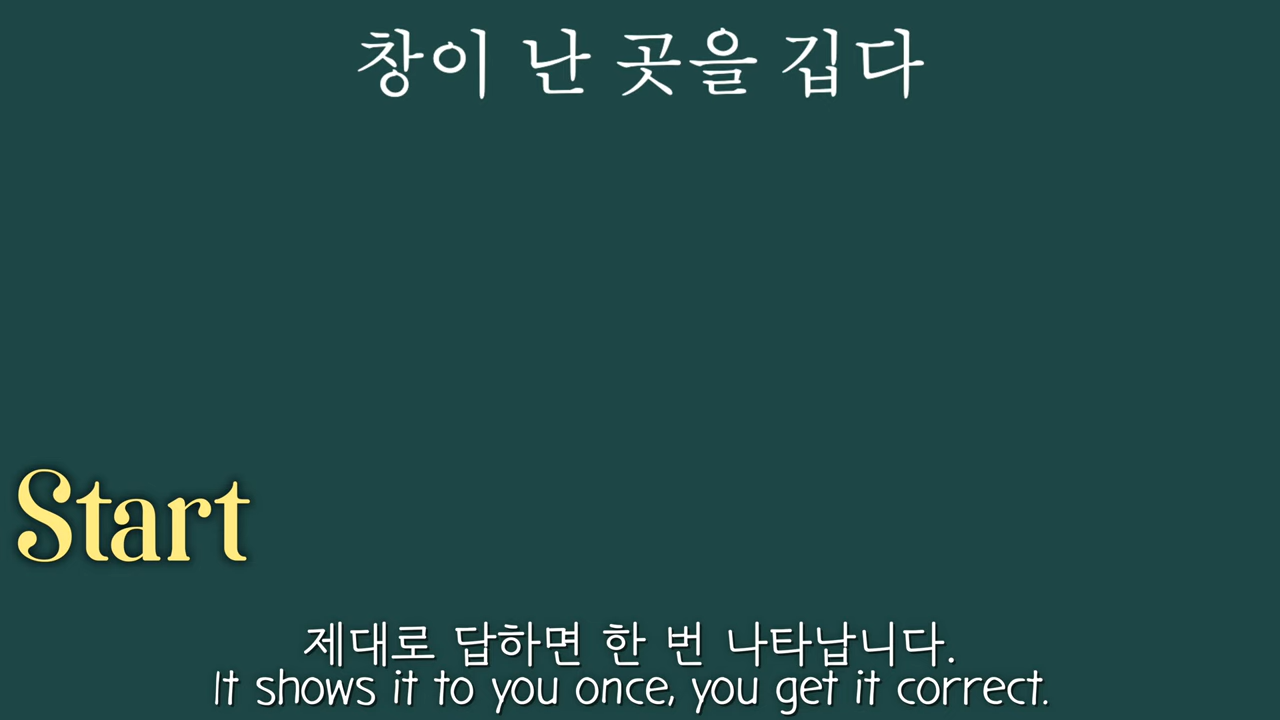 창이 난 곳을 깁다
Start
제대로 답하면 한 번 나타납니다.
It shows it to you once, you get it correct.